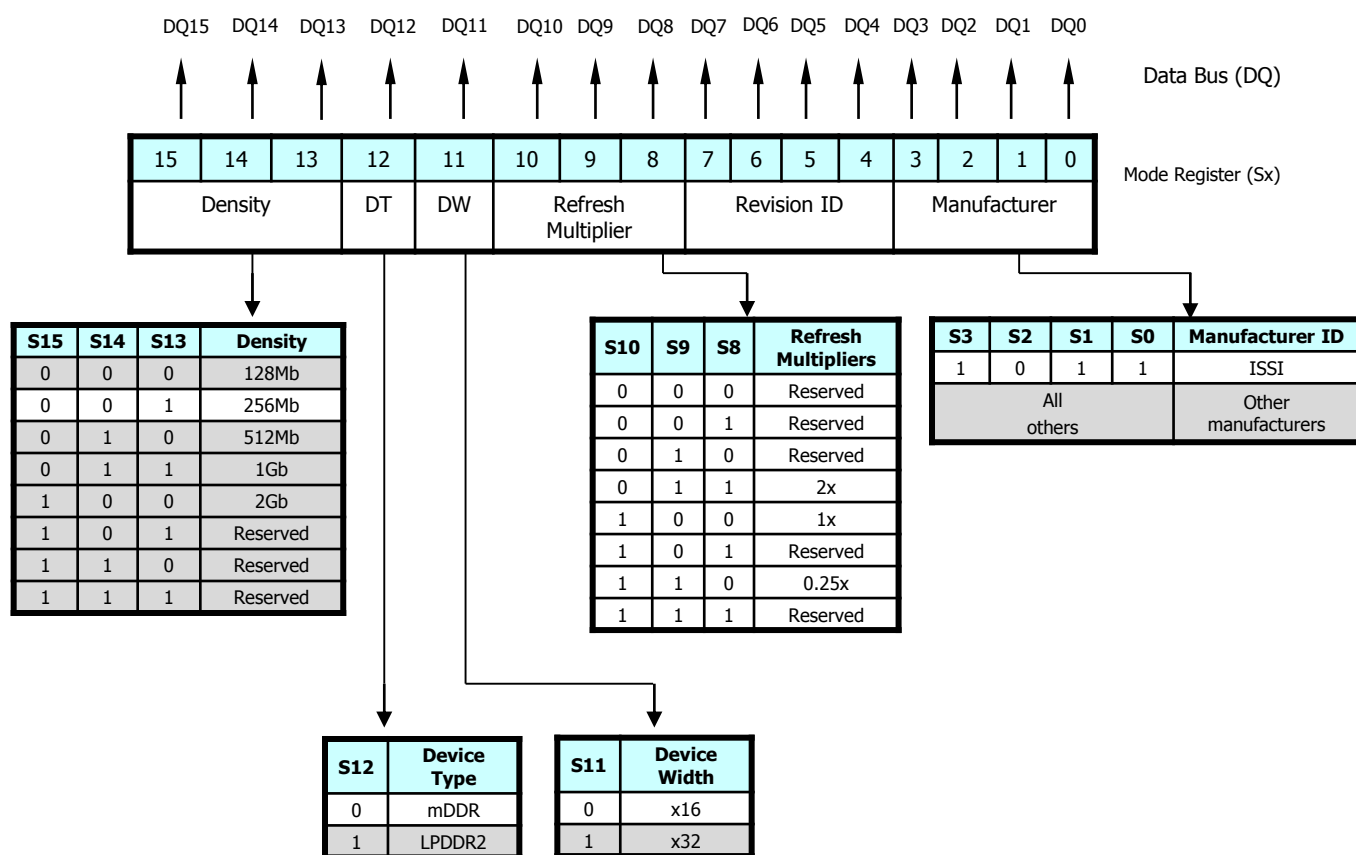 DQ15 DQ14 DQ13 DQ12 DQ11 DQ10 DQ9 DQ8 DQ7 DQ6 DQ5 DQ4 DQ3 DQ2 DQ1 DQ0
Data Bus (DQ)
15 14 13 12 11 10 9 8 7 6 5 4 3 2 1 0
Mode Register (Sx)
Density DT DW Refresh Revision ID Manufacturer
Multiplier
S15 S14 S13 Density
0 0 0 128Mb
0 0 1 256Mb
0 1 0 512Mb
0 1 1 1Gb
1 0 0 2Gb
1 0 1 Reserved
1 1 0 Reserved
1 1 1 Reserved
S10 S9 S8 Refresh
Multipliers
0 0 0 Reserved
0 0 1 Reserved
0 1 0 Reserved
0 1 1 2x
1 0 0 1x
1 0 1 Reserved
1 1 0 0.25x
1 1 1 Reserved
S3 S2 S1 S0 Manufacturer ID
1 0 1 1 ISSI
All Other
others manufacturers
S12 Device
Type
0 mDDR
1 LPDDR2
S11 Device
Width
0 x16
1 x32